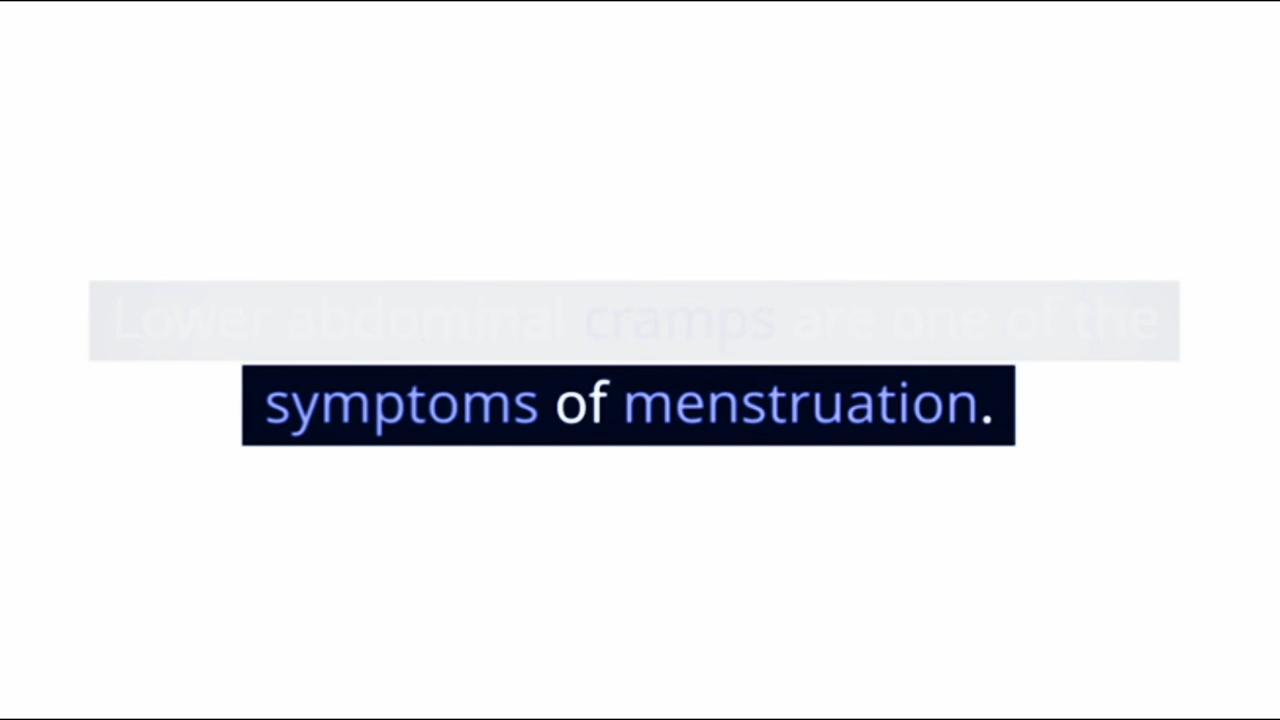 Lower abdominal cramps are one of the
symptoms of menstruation.